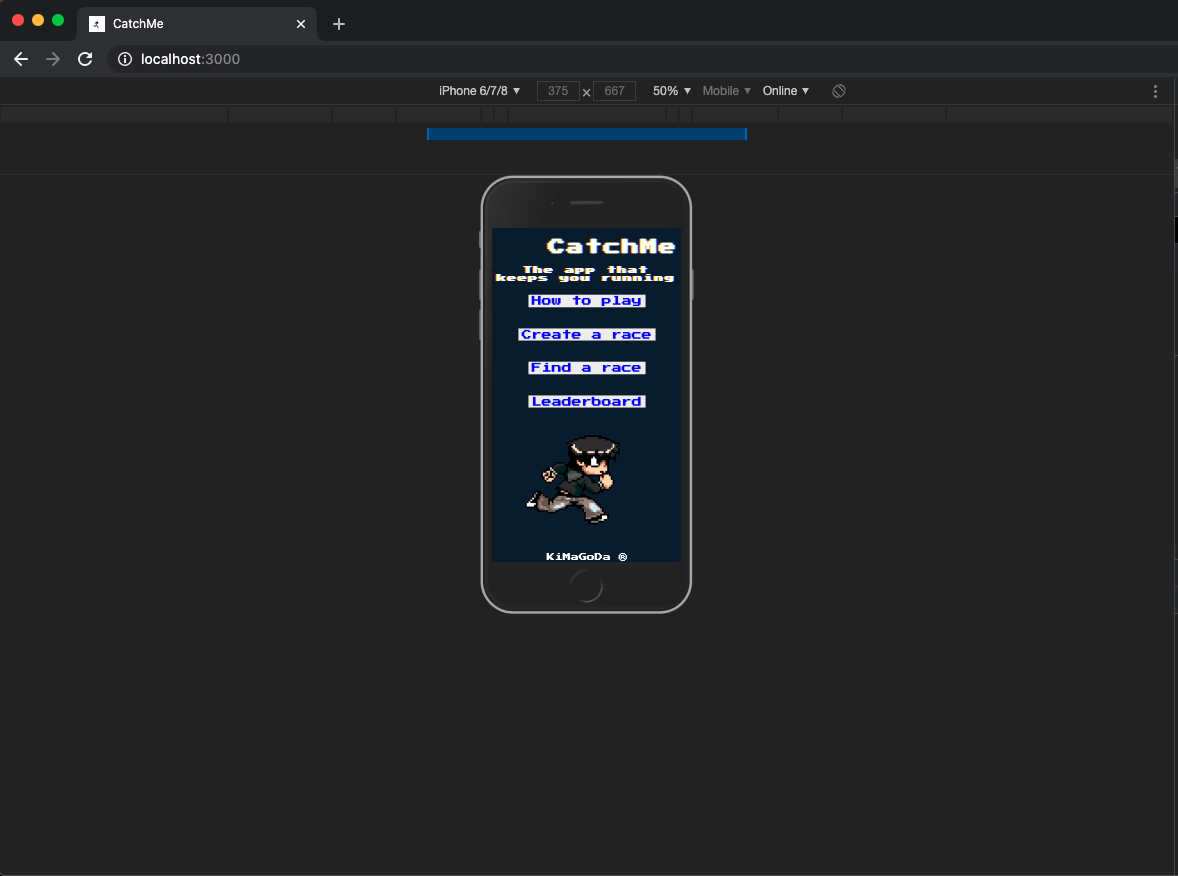 CatchMe
localhost:3000
iPhone 6/7/8 ▼ 375 × 667 50% ▼ Mobile ▼ Online ▼
CatchMe
The app that
keeps you running
How to play
Create a race
Find a race
Leaderboard
KiMaGoDa ®